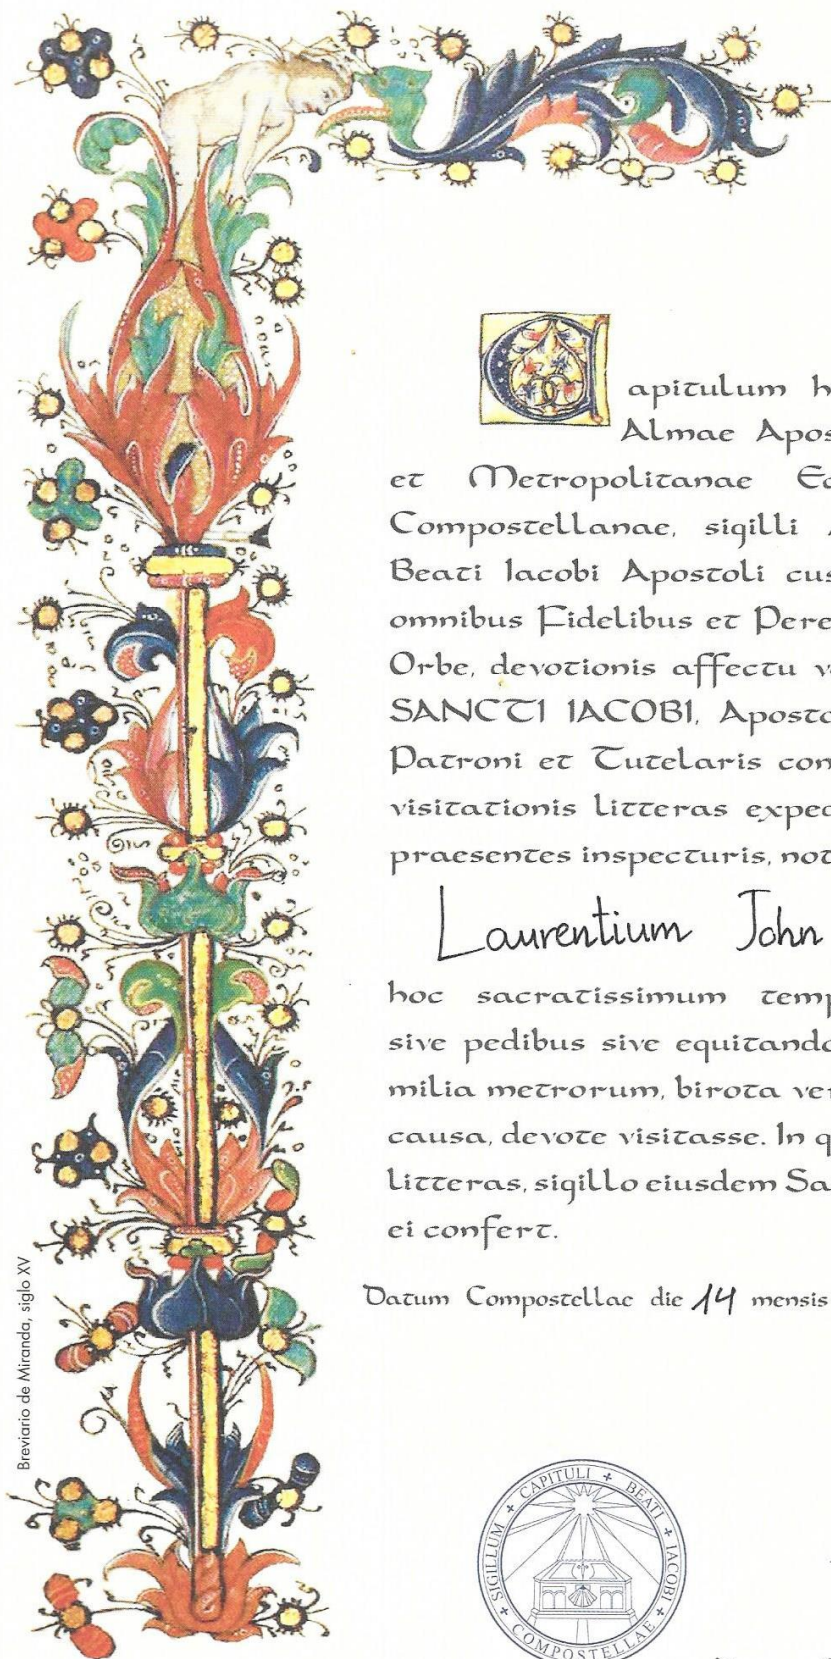 Capitulum h
Almae Apos
et Metropolitanae Ec
Compostellanae, sigilli A
Beati Iacobi Apostoli cus
omnibus Fidelibus et Pere
Orbe, devotionis affectu v
SANCTI IACOBI, Aposto
Patroni et Tutelaris con
visitationis litteras exped
praesentes inspecturis, not
Laurentium John
hoc sacratissimum temp
sive pedibus sive equitando
milia metrorum, birota ver
causa, devote visitasse. In q
litteras, sigillo eiusdem Sa
ei confert.
Datum Compostellae die 14 mensis
Breviario de Miranda, siglo XV
SIGILLUM + CAPITULI + BEATI + IACOBI + COMPOSTELLAE +